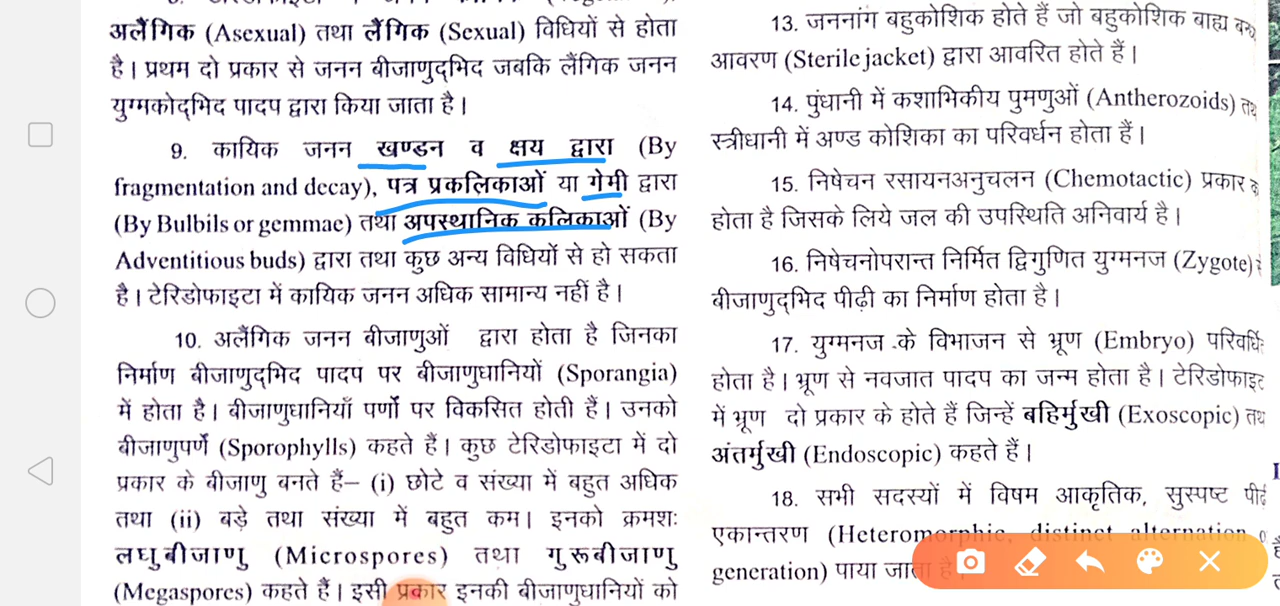 अलैंगिक (Asexual) तथा लैंगिक (Sexual) विधियों से होता
है। प्रथम दो प्रकार से जनन बीजाणुद्भिद जबकि लैंगिक जनन
युग्मकोद्भिद पादप द्वारा किया जाता है।
9. कायिक जनन खण्डन व क्षय द्वारा (By
fragmentation and decay), पत्र प्रकलिकाओं या गेमी द्वारा
(By Bulbils or gemmae) तथा अपस्थानिक कलिकाओं (By
Adventitious buds) द्वारा तथा कुछ अन्य विधियों से हो सकता
है। टेरिडोफाइटा में कायिक जनन अधिक सामान्य नहीं है।
10. अलैंगिक जनन बीजाणुओं द्वारा होता है जिनका
निर्माण बीजाणुद्भिद पादप पर बीजाणुधानियों (Sporangia)
में होता है। बीजाणुधानियाँ पर्णों पर विकसित होती हैं। उनको
बीजाणुपर्णे (Sporophylls) कहते हैं। कुछ टेरिडोफाइटा में दो
प्रकार के बीजाणु बनते हैं– (i) छोटे व संख्या में बहुत अधिक
तथा (ii) बड़े तथा संख्या में बहुत कम। इनको क्रमशः
लघुबीजाणु (Microspores) तथा गुरूबीजाणु
(Megaspores) कहते हैं। इसी प्रकार इनकी बीजाणुधानियों को
13. जननांग बहुकोशिक होते हैं जो बहुकोशिक बाह्य
आवरण (Sterile jacket) द्वारा आवरित होते हैं।
14. पुंधानी में कशाभिकीय पुमणुओं (Antherozoids)
स्त्रीधानी में अण्ड कोशिका का परिवर्धन होता हैं।
15. निषेचन रसायनअनुचलन (Chemotactic) प्रकार
होता है जिसके लिये जल की उपस्थिति अनिवार्य है।
16. निषेचनोपरान्त निर्मित द्विगुणित युग्मनज (Zygote)
बीजाणुद्भिद पीढ़ी का निर्माण होता है।
17. युग्मनज के विभाजन से भ्रूण (Embryo)
होता है। भ्रूण से नवजात पादप का जन्म होता है।
में भ्रूण दो प्रकार के होते हैं जिन्हें बहिर्मुखी (Exoscopic)
अंतर्मुखी (Endoscopic) कहते हैं।
18. सभी सदस्यों में विषम आकृतिक, सुस्पष्ट
एकान्तरण (Heteromorphic, distinct alternation
generation) पाया जाता है।